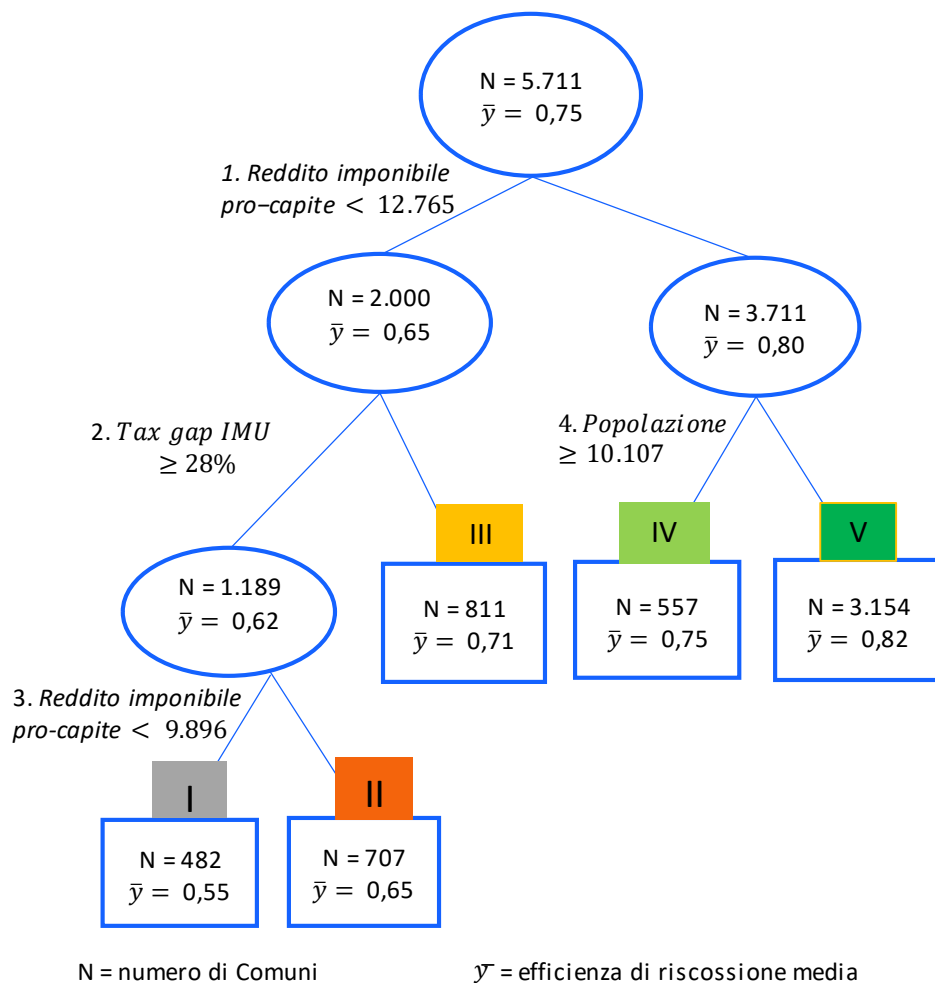 N = 5.711
ȳ = 0,75
1. Reddito imponibile
pro−capite < 12.765
N = 2.000
ȳ = 0,65
N = 3.711
ȳ = 0,80
2. Tax gap IMU
≥ 28%
4. Popolazione
≥ 10.107
III
IV
V
N = 1.189
ȳ = 0,62
N = 811
ȳ = 0,71
N = 557
ȳ = 0,75
N = 3.154
ȳ = 0,82
3. Reddito imponibile
pro-capite < 9.896
I
II
N = 482
ȳ = 0,55
N = 707
ȳ = 0,65
N = numero di Comuni
ȳ = efficienza di riscossione media